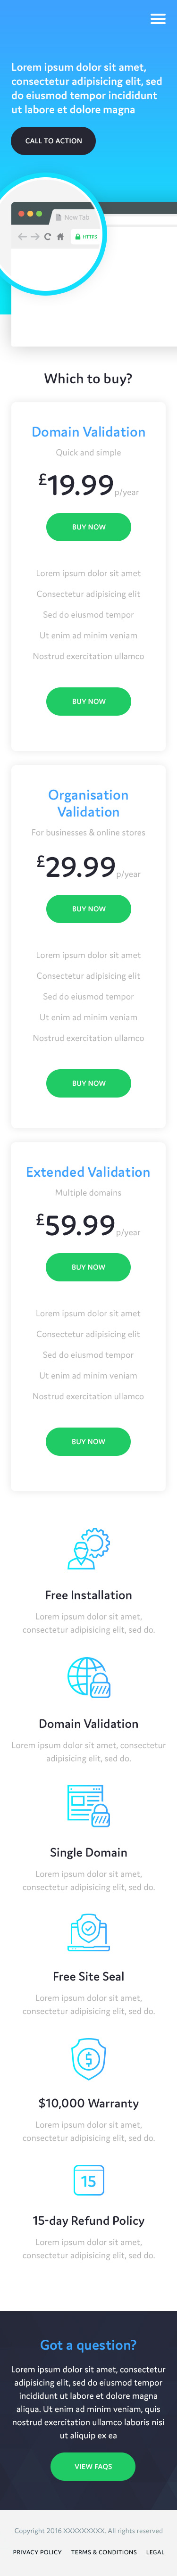 Lorem ipsum dolor sit amet,
consectetur adipisicing elit, sed
do eiusmod tempor incididunt
ut labore et dolore magna
CALL TO ACTION
New Tab
HTTPS
Which to buy?
Domain Validation
Quick and simple
£19.99 p/year
BUY NOW
Lorem ipsum dolor sit amet
Consectetur adipisicing elit
Sed do eiusmod tempor
Ut enim ad minim veniam
Nostrud exercitation ullamco
BUY NOW
Organisation
Validation
For businesses & online stores
£29.99 p/year
BUY NOW
Lorem ipsum dolor sit amet
Consectetur adipisicing elit
Sed do eiusmod tempor
Ut enim ad minim veniam
Nostrud exercitation ullamco
BUY NOW
Extended Validation
Multiple domains
£59.99 p/year
BUY NOW
Lorem ipsum dolor sit amet
Consectetur adipisicing elit
Sed do eiusmod tempor
Ut enim ad minim veniam
Nostrud exercitation ullamco
BUY NOW
Free Installation
Lorem ipsum dolor sit amet,
consectetur adipisicing elit, sed do.
Domain Validation
Lorem ipsum dolor sit amet, consectetur
adipisicing elit, sed do.
Single Domain
Lorem ipsum dolor sit amet,
consectetur adipisicing elit, sed do.
Free Site Seal
Lorem ipsum dolor sit amet,
consectetur adipisicing elit, sed do.
$
$10,000 Warranty
Lorem ipsum dolor sit amet,
consectetur adipisicing elit, sed do.
15
15-day Refund Policy
Lorem ipsum dolor sit amet,
consectetur adipisicing elit, sed do.
Got a question?
Lorem ipsum dolor sit amet, consectetur
adipisicing elit, sed do eiusmod tempor
incididunt ut labore et dolore magna
aliqua. Ut enim ad minim veniam, quis
nostrud exercitation ullamco laboris nisi
ut aliquip ex ea
VIEW FAQS
Copyright 2016 XXXXXXXXX. All rights reserved
PRIVACY POLICY TERMS & CONDITIONS LEGAL